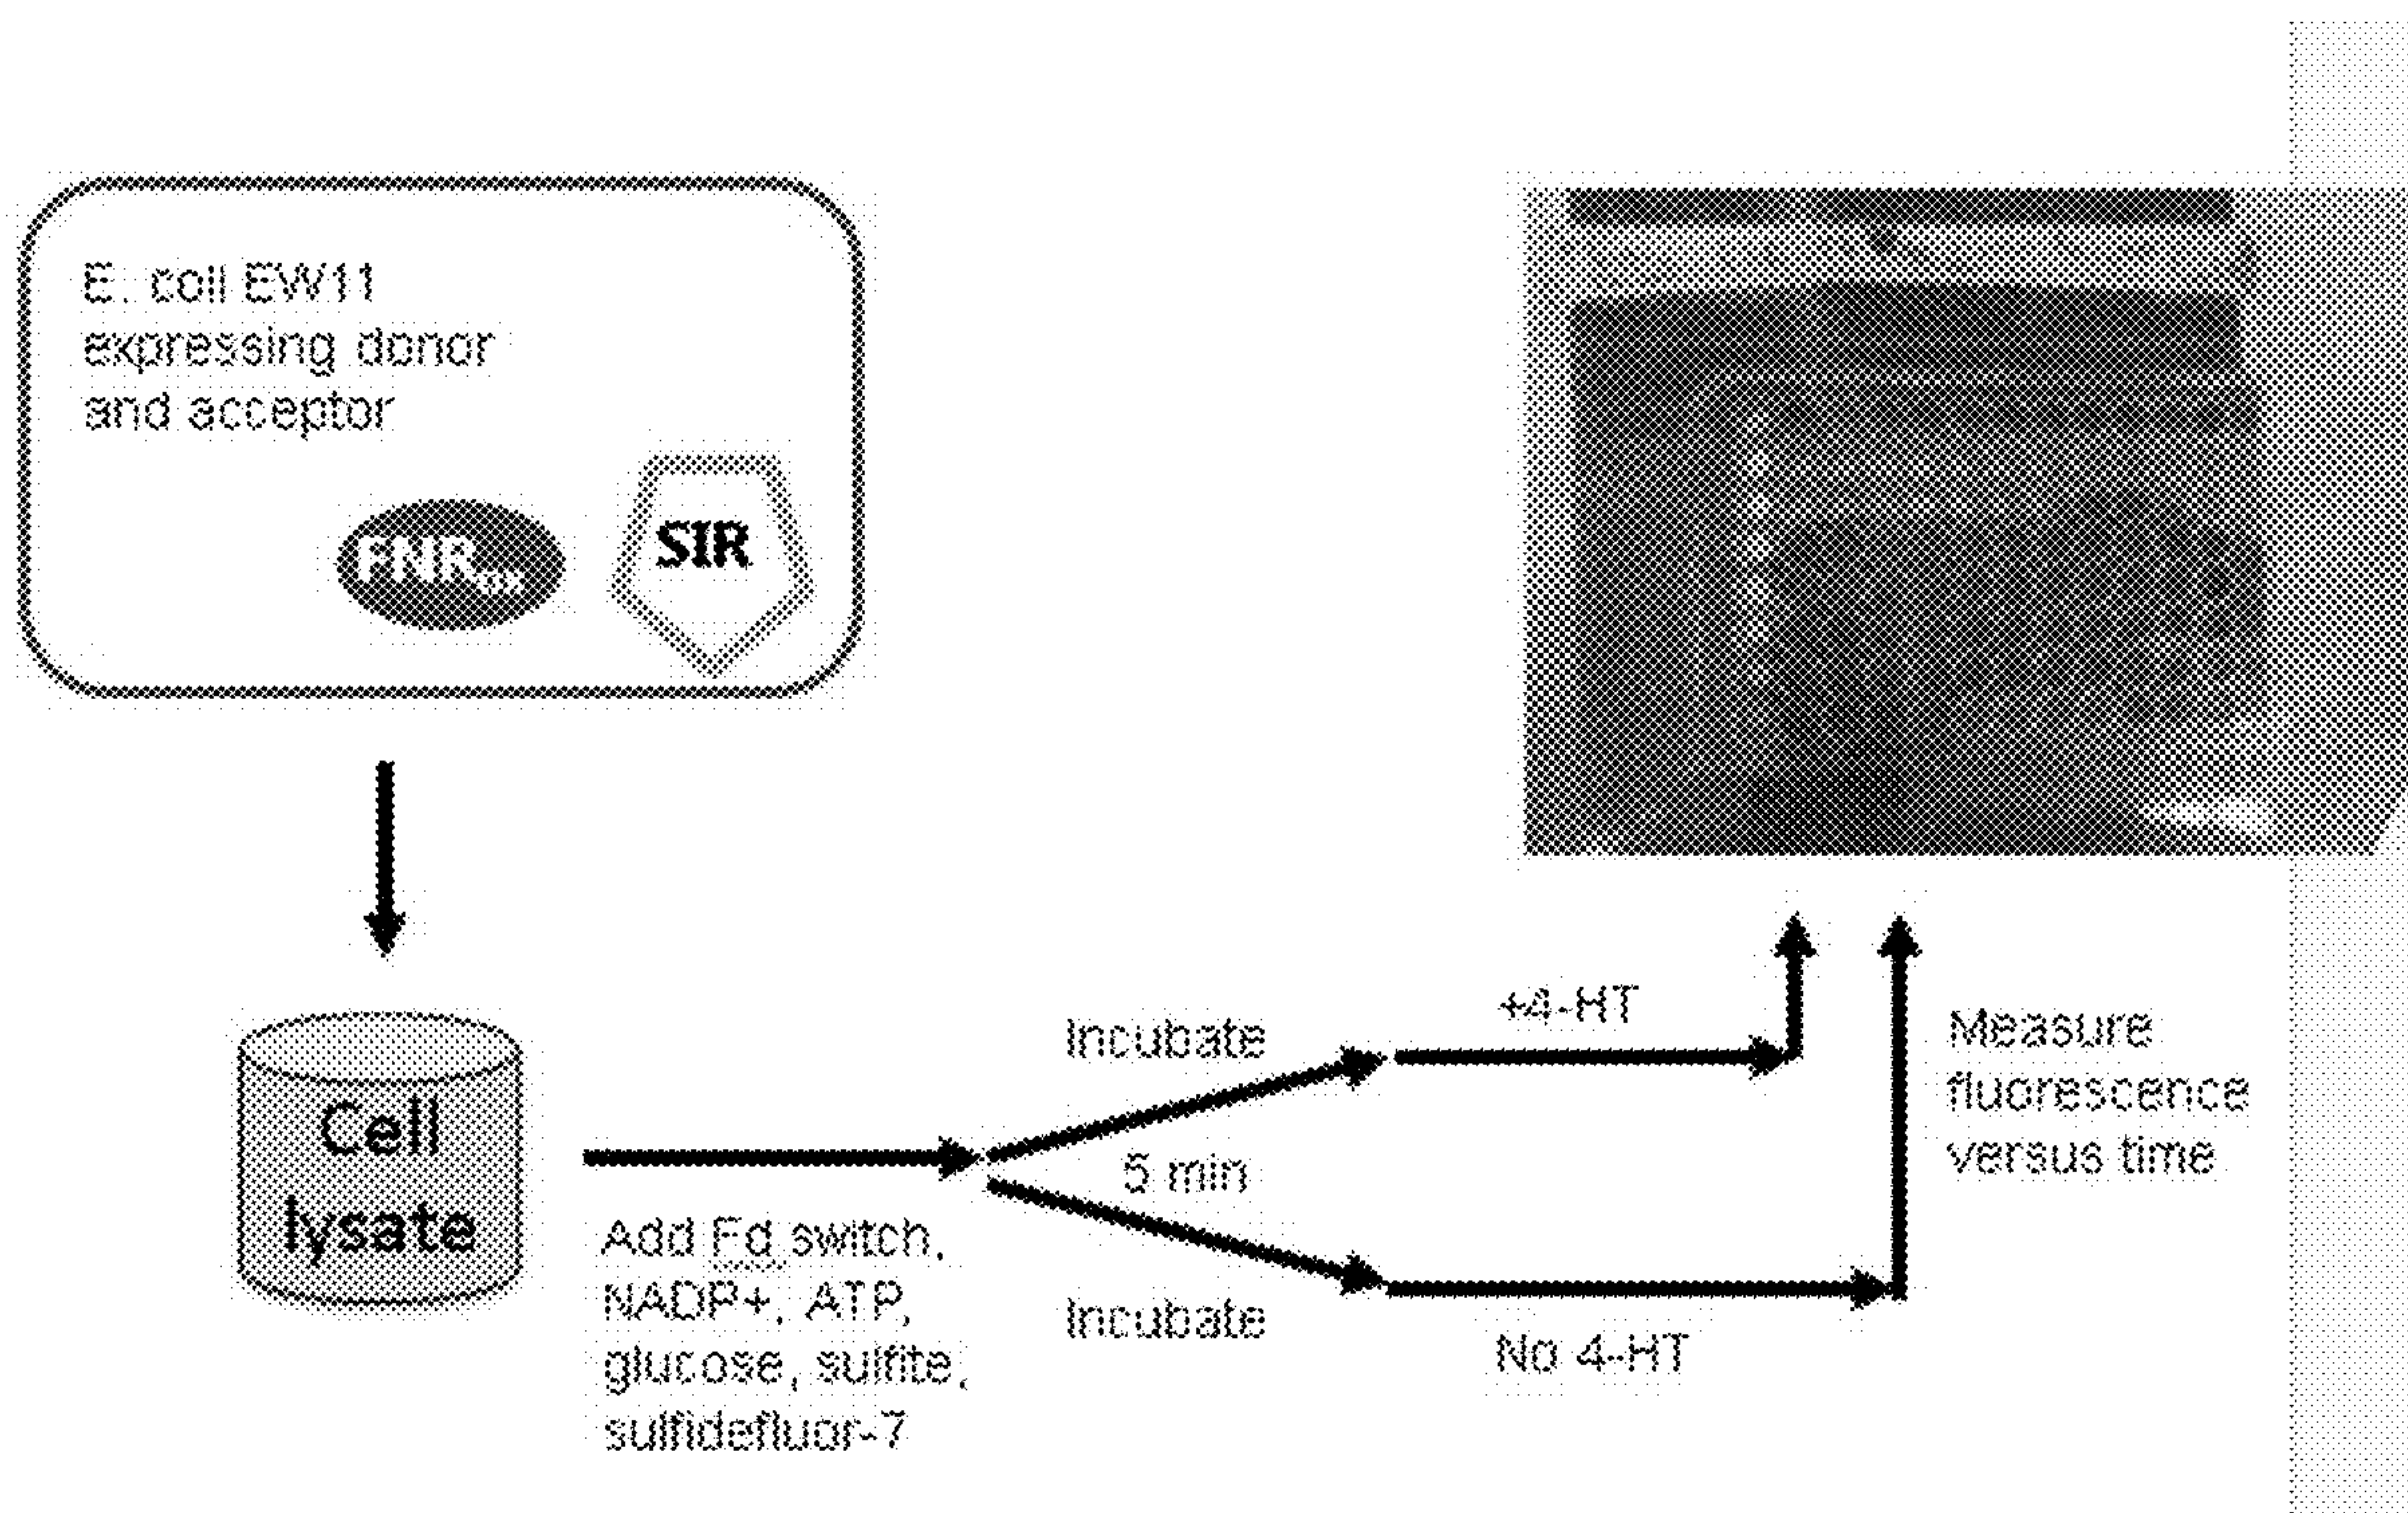 E. coli EW11
expressing donor
and acceptor
FNR
SIR
Cell
lysate
Add Fd switch,
NADP+, ATP,
glucose, sulfite,
sulfidefluor-7
Incubate
5 min
Incubate
+4-HT
No 4-HT
Measure
fluorescence
versus time